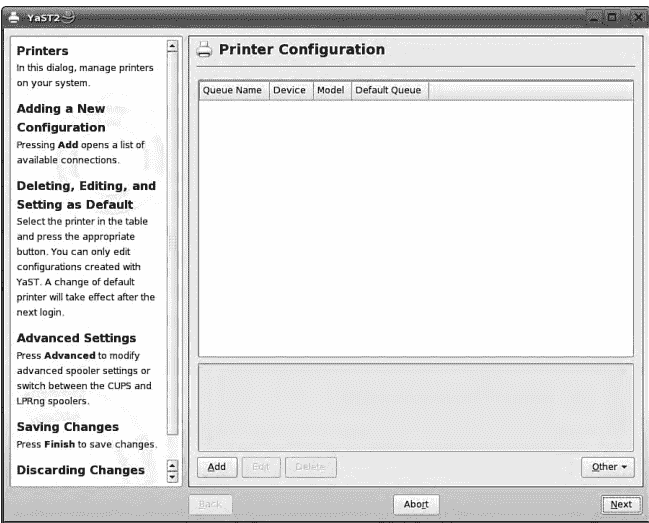 YaST2
Printers
In this dialog, manage printers
on your system.
Adding a New
Configuration
Pressing Add opens a list of
available connections.
Deleting, Editing, and
Setting as Default
Select the printer in the table
and press the appropriate
button. You can only edit
configurations created with
YaST. A change of default
printer will take effect after the
next login.
Advanced Settings
Press Advanced to modify
advanced spooler settings or
switch between the CUPS and
LPRng spoolers.
Saving Changes
Press Finish to save changes.
Discarding Changes
Printer Configuration
Queue Name Device Model Default Queue
Add Edit Delete Other
Back Abort Next